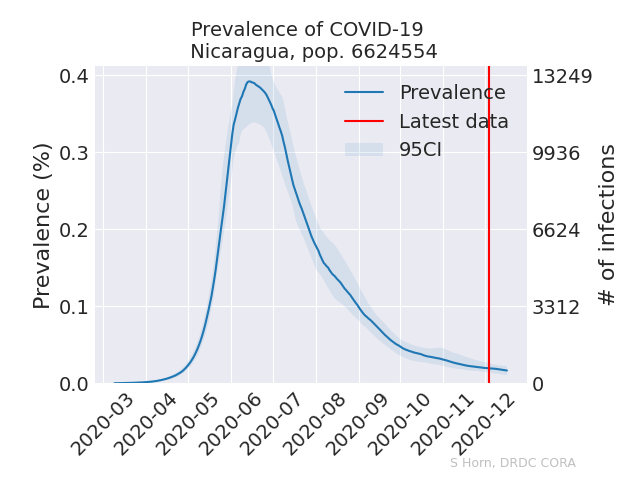 Prevalence of COVID-19
Nicaragua, pop. 6624554
Prevalence (%)
0.4
0.3
0.2
0.1
0.0
Prevalence
Latest data
95CI
13249
9936
6624
3312
0
# of infections
2020-03
2020-04
2020-05
2020-06
2020-07
2020-08
2020-09
2020-10
2020-11
2020-12
S Horn, DRDC CORA